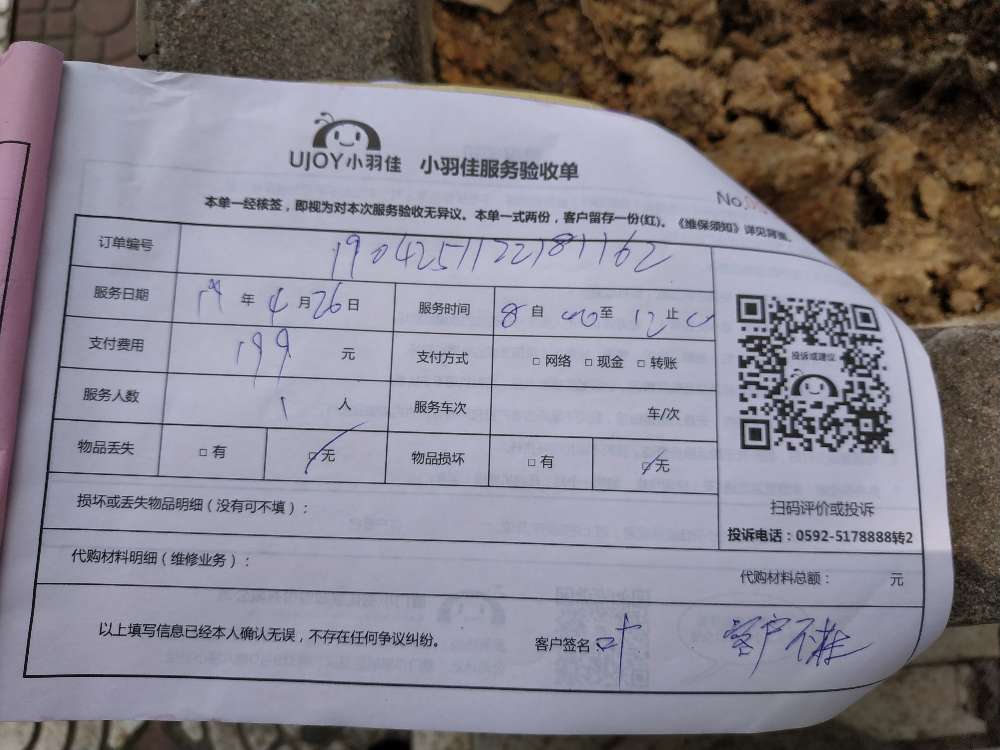 UJOY小羽佳 小羽佳服务验收单
No.
本单一经核签，即视为对本次服务验收无异议。本单一式两份，客户留存一份(红)。《维保须知》详见背面。
订单编号 1904251122181162
服务日期 19 年 4 月 26 日 服务时间 8 自 00 至 12 止
支付费用 199 元 支付方式 □ 网络 □ 现金 □ 转账
服务人数 1 人 服务车次 车/次
物品丢失 □ 有 □ 无 物品损坏 □ 有 □ 无
投诉或建议
扫码评价或投诉
投诉电话：0592-5178888转2
损坏或丢失物品明细（没有可不填）：
代购材料明细（维修业务）： 代购材料总额： 元
以上填写信息已经本人确认无误，不存在任何争议纠纷。 客户签名：叶 客户不在